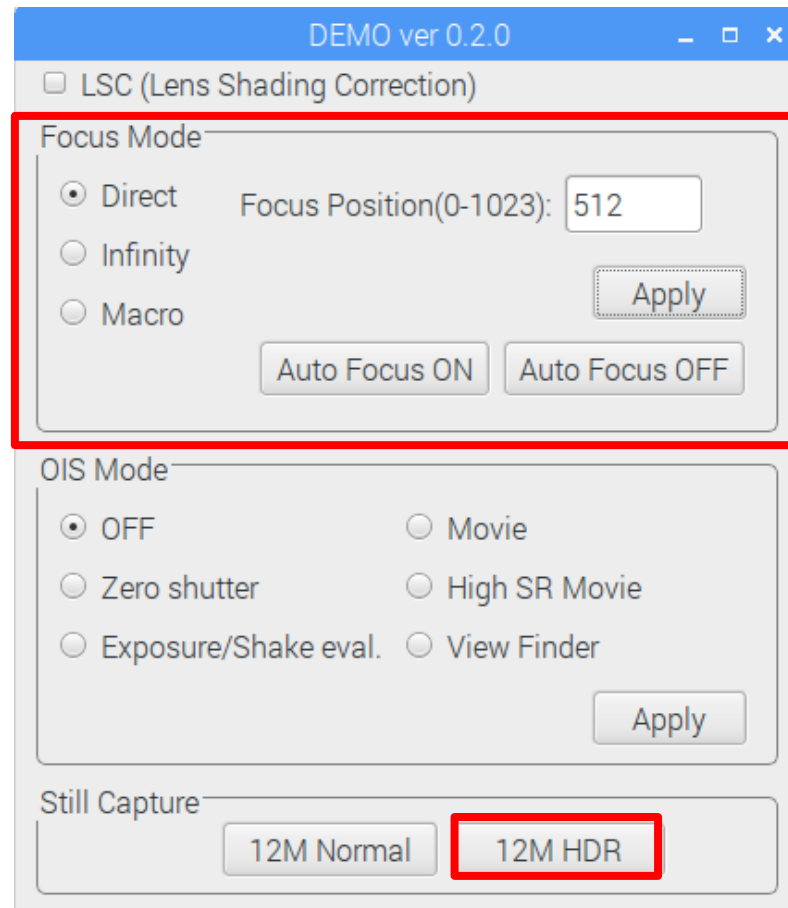 DEMO ver 0.2.0
LSC (Lens Shading Correction)
Focus Mode
Direct Focus Position(0-1023): 512
Infinity
Apply
Macro
Auto Focus ON Auto Focus OFF
OIS Mode
OFF Movie
Zero shutter High SR Movie
Exposure/Shake eval. View Finder
Apply
Still Capture
12M Normal 12M HDR